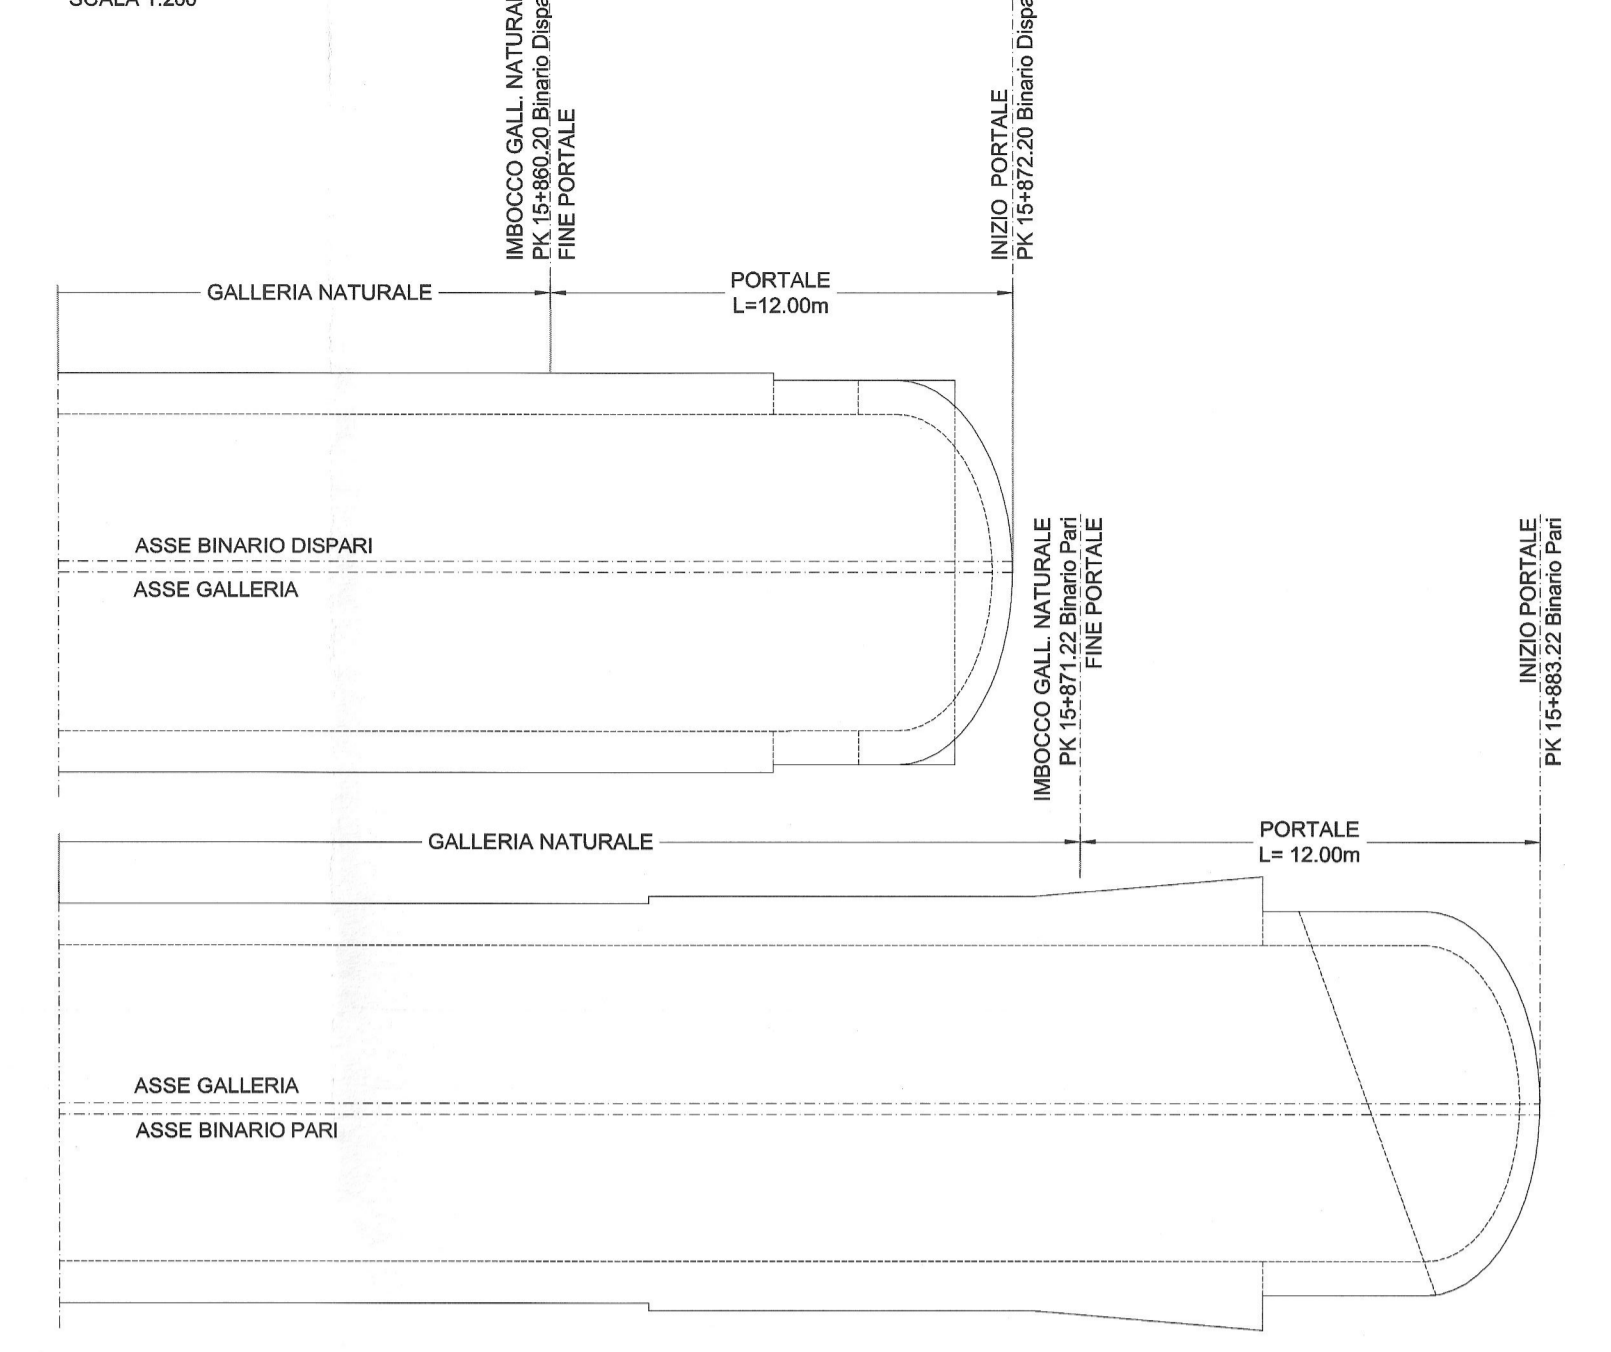 SCALA 1:200
IMBOCCO GALL.
PK 15+860.20 Binario
FINE PORTALE
INIZIO PORTALE
PK 15+872.20 Binario
GALLERIA NATURALE
PORTALE
L=12.00m
ASSE BINARIO DISPARI
ASSE GALLERIA
IMBOCCO GALL. NATURALE
PK 15+871.22 Binario Pari
FINE PORTALE
INIZIO PORTALE
PK 15+883.22 Binario Pari
GALLERIA NATURALE
PORTALE
L= 12.00m
ASSE GALLERIA
ASSE BINARIO PARI